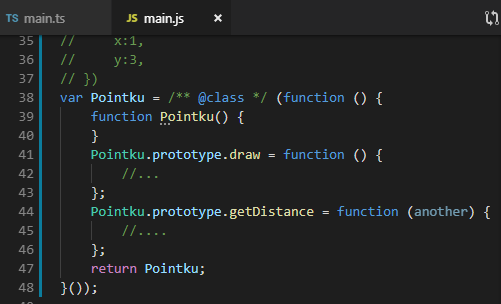 TS main.ts JS main.js ×
35 //     x:1,
36 //     y:3,
37 // })
38 var Pointku = /** @class */ (function () {
39     function Pointku() {
40     }
41     Pointku.prototype.draw = function () {
42         //...
43     };
44     Pointku.prototype.getDistance = function (another) {
45         //....
46     };
47     return Pointku;
48 }());